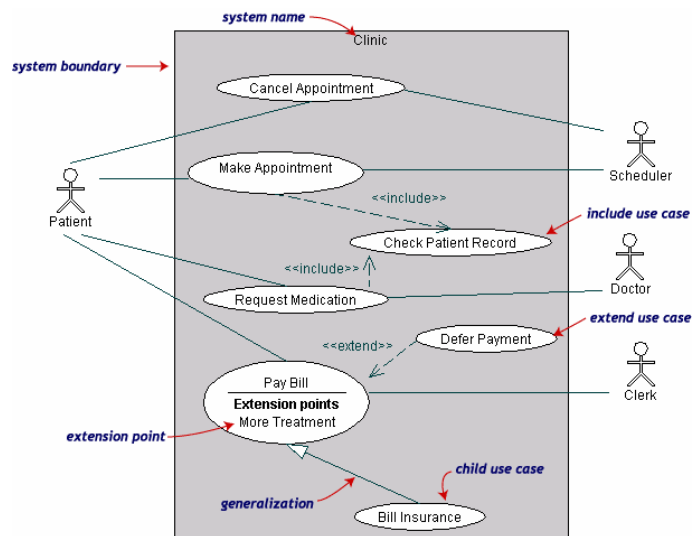 system name
Clinic
system boundary
Cancel Appointment
Make Appointment
Scheduler
<<include>>
Patient
include use case
Check Patient Record
<<include>>
Doctor
Request Medication
extend use case
Defer Payment
<<extend>>
Pay Bill
Clerk
Extension points
More Treatment
extension point
child use case
generalization
Bill Insurance